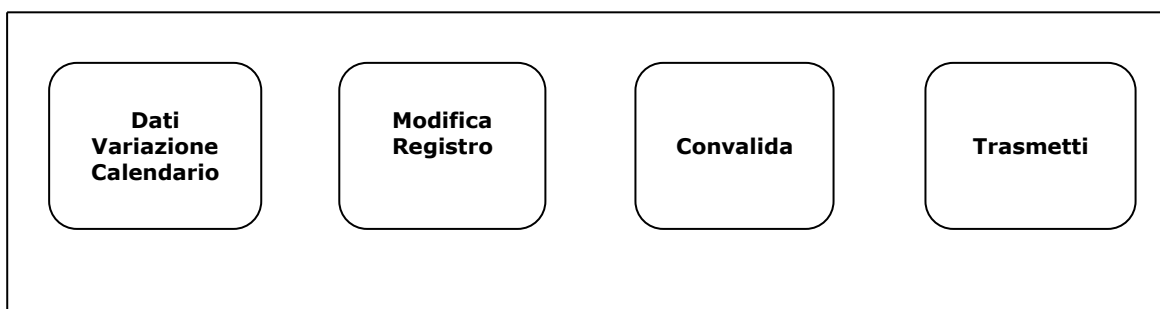 Dati
Variazione
Calendario
Modifica
Registro
Convalida
Trasmetti